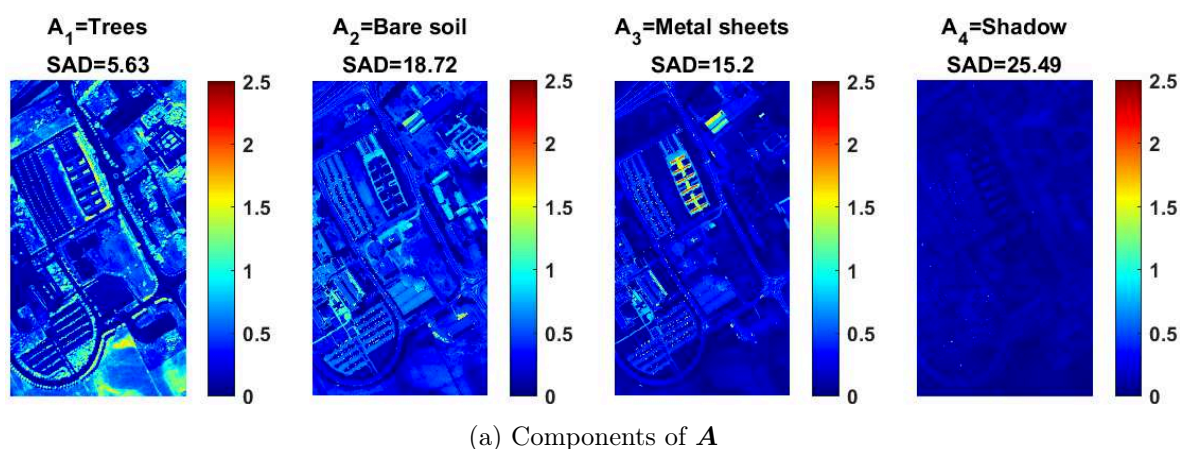 A1=Trees
SAD=5.63
A2=Bare soil
SAD=18.72
A3=Metal sheets
SAD=15.2
A4=Shadow
SAD=25.49
2.5
2
1.5
1
0.5
0
2.5
2
1.5
1
0.5
0
2.5
2
1.5
1
0.5
0
2.5
2
1.5
1
0.5
0
(a) Components of A